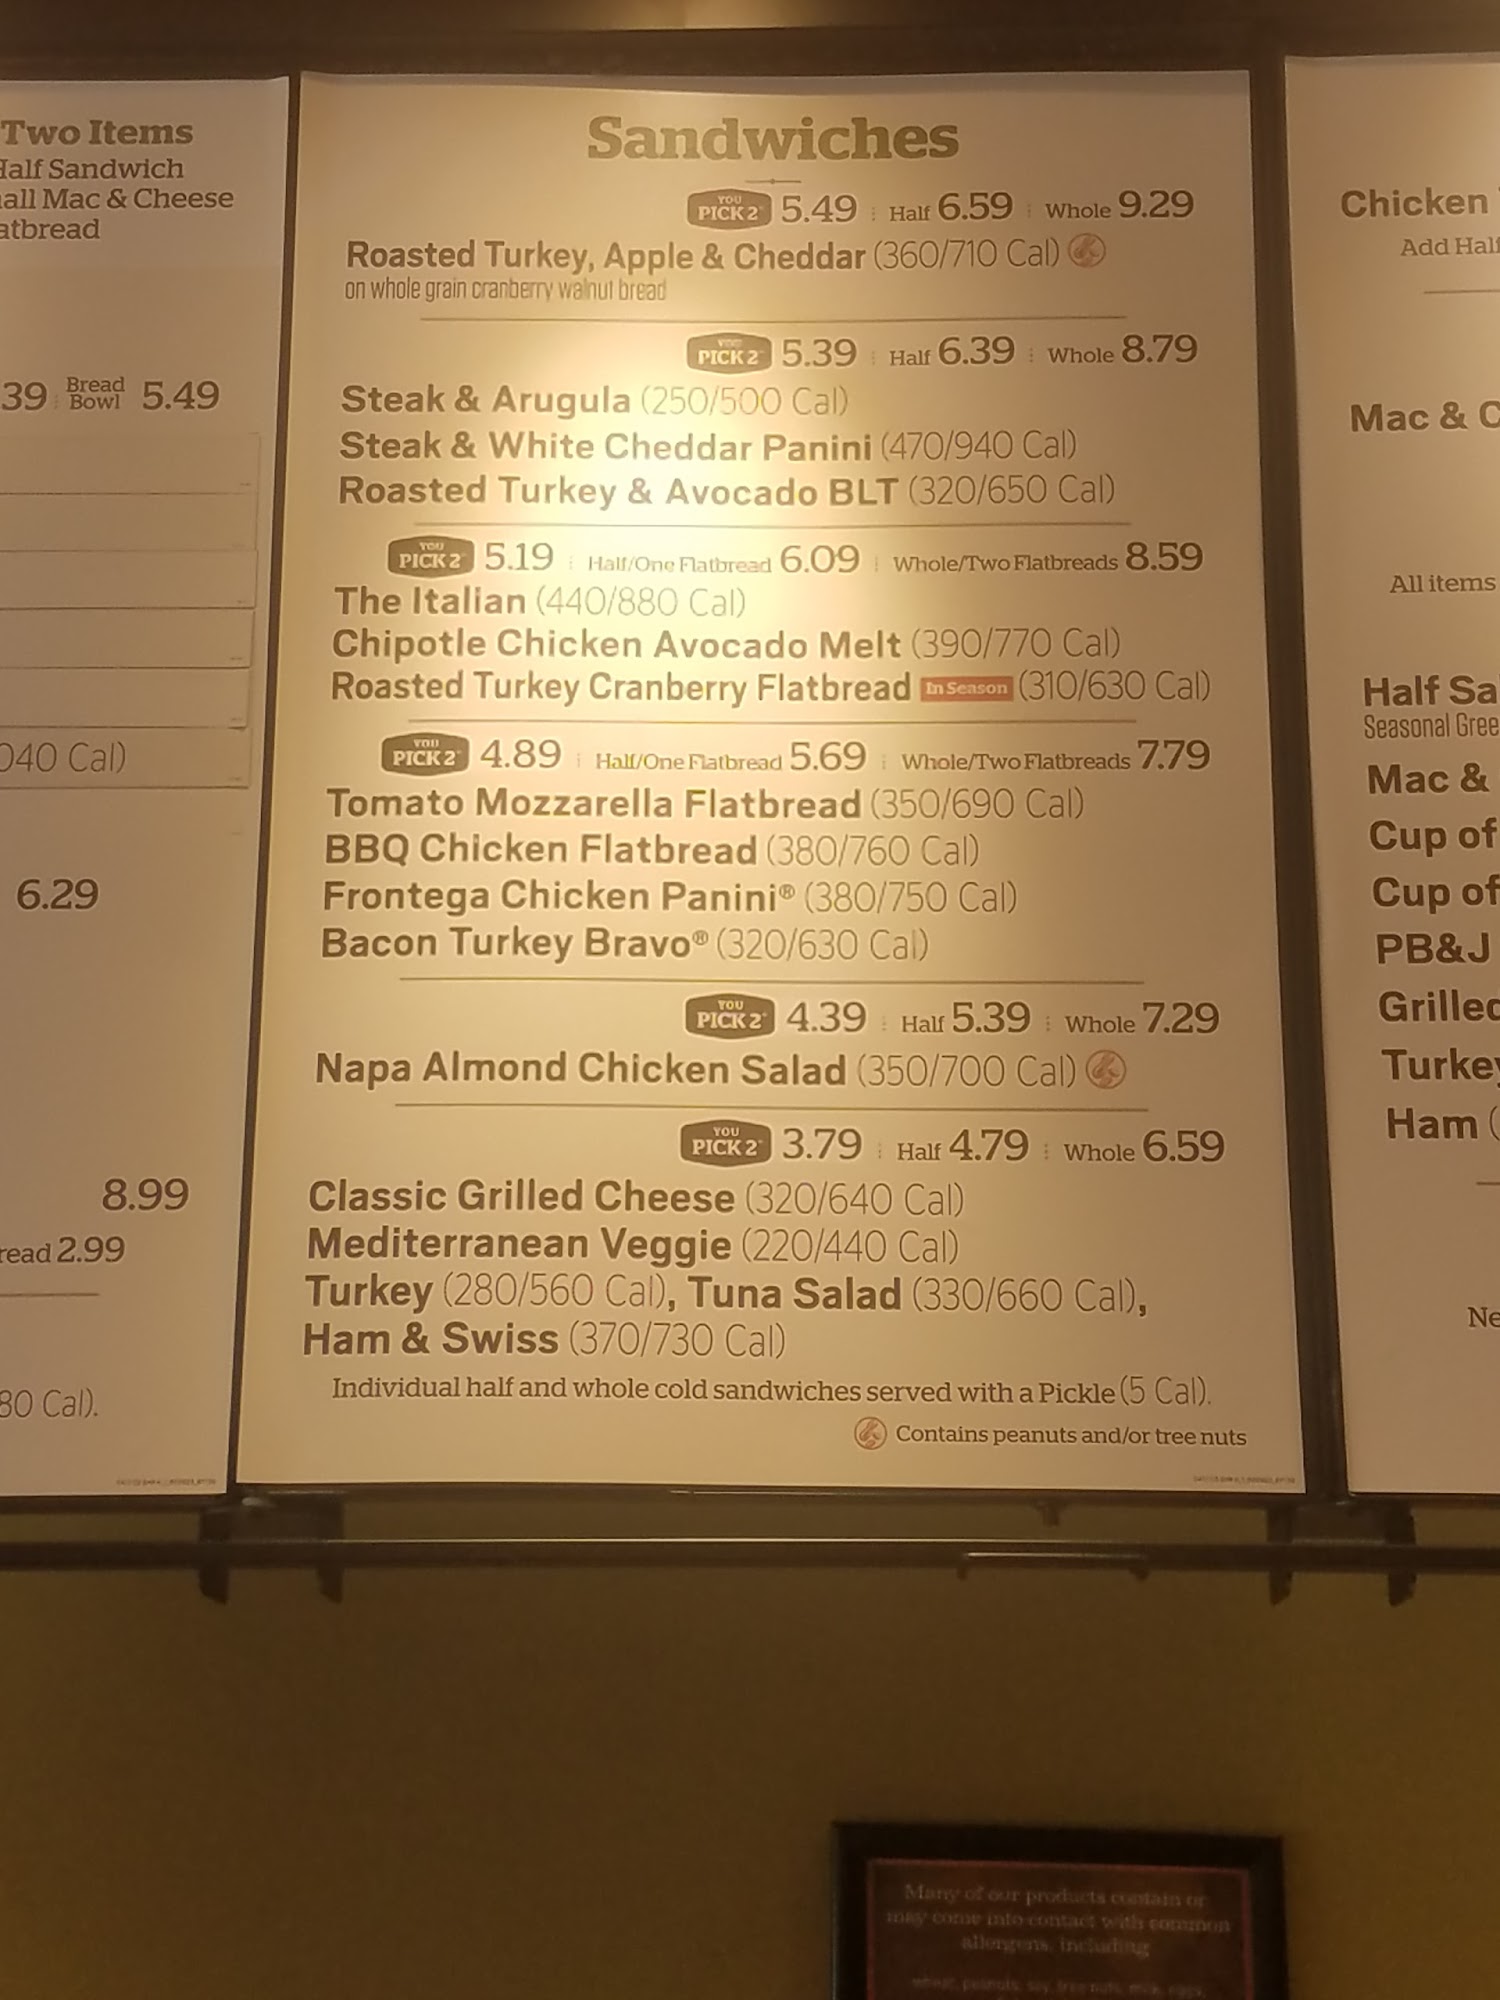 Two Items
Half Sandwich
all Mac & Cheese
atbread
39 Bread Bowl 5.49
040 Cal)
6.29
8.99
read 2.99
80 Cal).
Sandwiches
YOU PICK 2 5.49 Half 6.59 Whole 9.29
Roasted Turkey, Apple & Cheddar (360/710 Cal)
on whole grain cranberry walnut bread
YOU PICK 2 5.39 Half 6.39 Whole 8.79
Steak & Arugula (250/500 Cal)
Steak & White Cheddar Panini (470/940 Cal)
Roasted Turkey & Avocado BLT (320/650 Cal)
YOU PICK 2 5.19 Half/One Flatbread 6.09 Whole/Two Flatbreads 8.59
The Italian (440/880 Cal)
Chipotle Chicken Avocado Melt (390/770 Cal)
Roasted Turkey Cranberry Flatbread In Season (310/630 Cal)
YOU PICK 2 4.89 Half/One Flatbread 5.69 Whole/Two Flatbreads 7.79
Tomato Mozzarella Flatbread (350/690 Cal)
BBQ Chicken Flatbread (380/760 Cal)
Frontega Chicken Panini® (380/750 Cal)
Bacon Turkey Bravo® (320/630 Cal)
YOU PICK 2 4.39 Half 5.39 Whole 7.29
Napa Almond Chicken Salad (350/700 Cal)
YOU PICK 2 3.79 Half 4.79 Whole 6.59
Classic Grilled Cheese (320/640 Cal)
Mediterranean Veggie (220/440 Cal)
Turkey (280/560 Cal), Tuna Salad (330/660 Cal),
Ham & Swiss (370/730 Cal)
Individual half and whole cold sandwiches served with a Pickle (5 Cal).
Contains peanuts and/or tree nuts
Chicken
Add Half
Mac & C
All items
Half Sa
Seasonal Gree
Mac &
Cup of
Cup of
PB&J
Grilled
Turkey
Ham (
Ne
Many of our products contain or
may come into contact with common
allergens, including
wheat, peanuts, soy, tree nuts, milk, eggs,